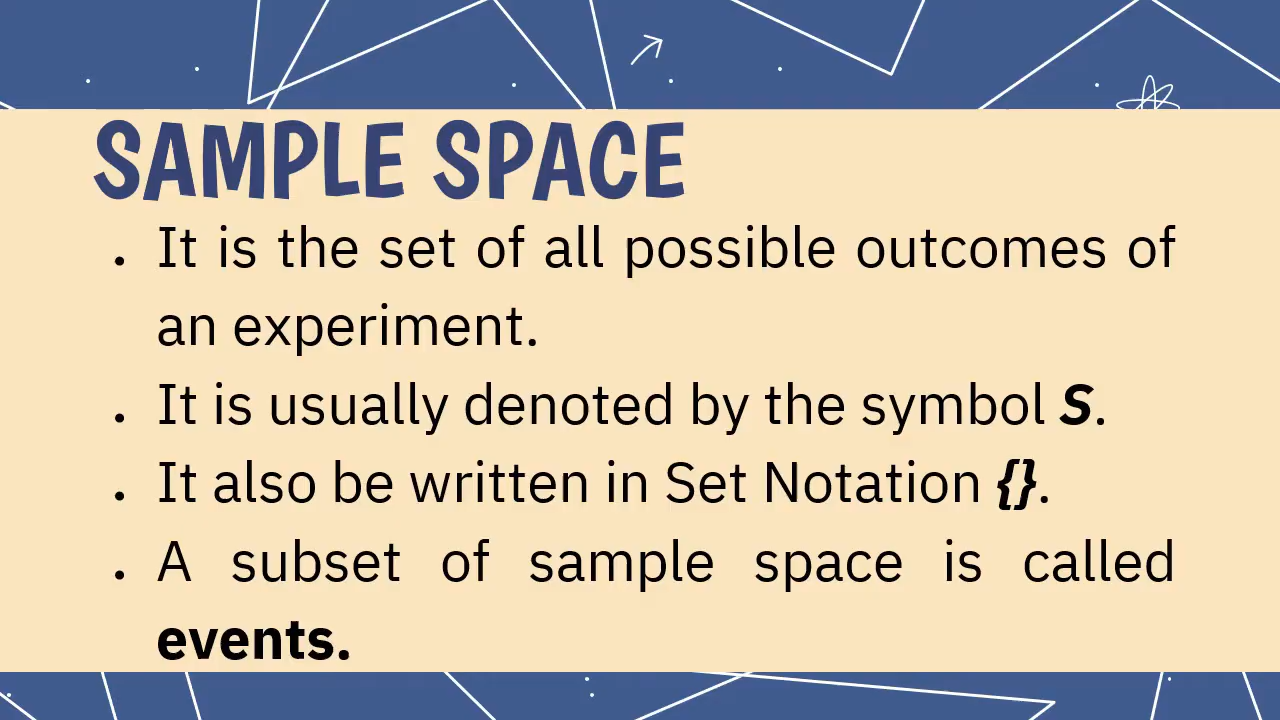 SAMPLE SPACE
. It is the set of all possible outcomes of
an experiment.
. It is usually denoted by the symbol S.
. It also be written in Set Notation {}.
. A subset of sample space is called
events.